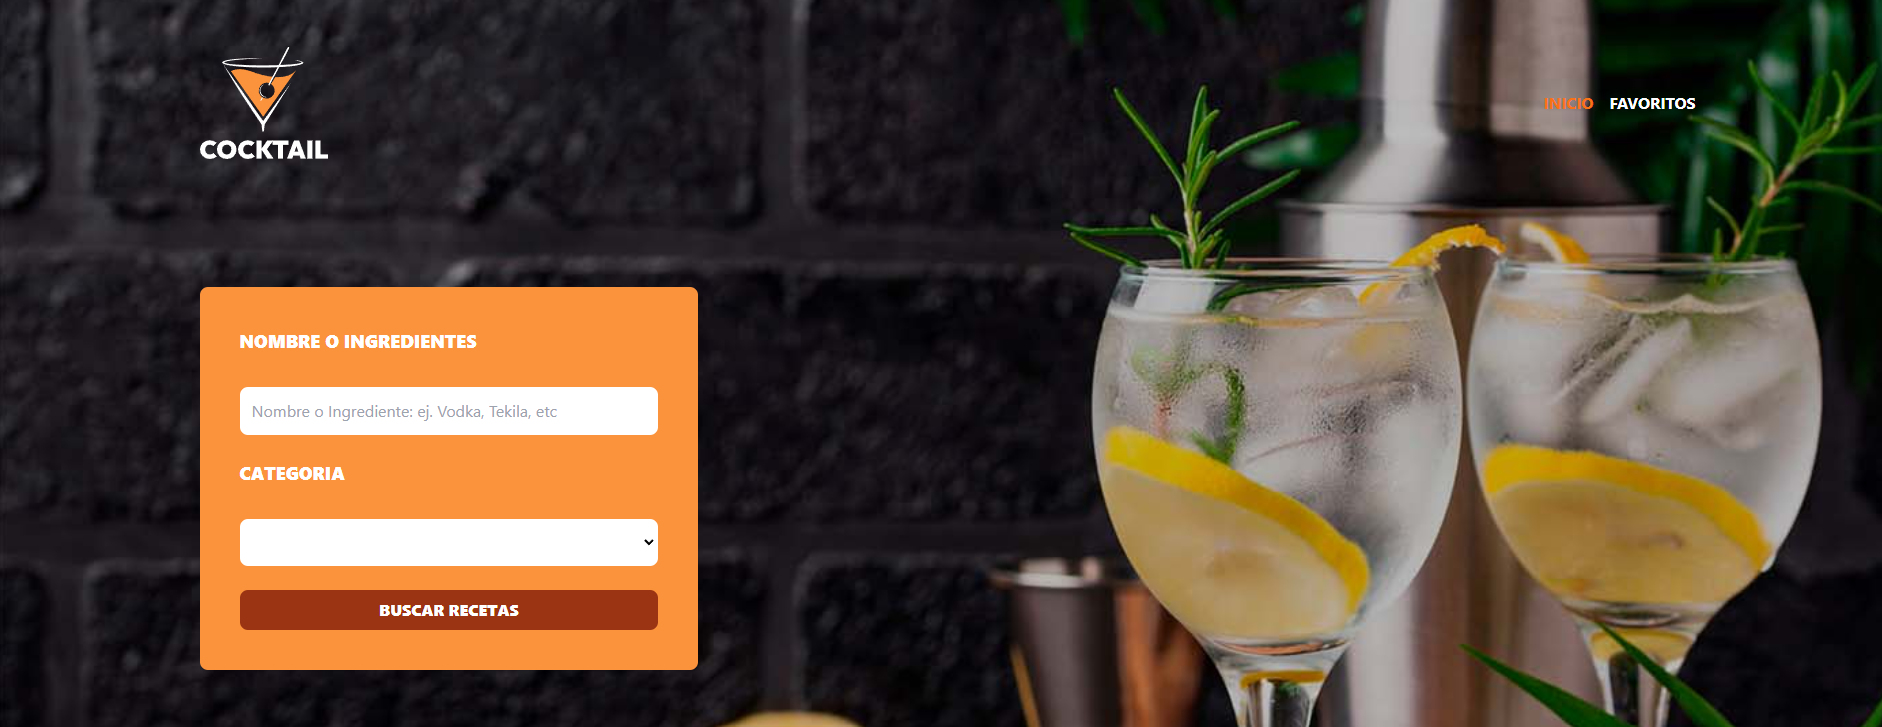 COCKTAIL
INICIO FAVORITOS
NOMBRE O INGREDIENTES
Nombre o Ingrediente: ej. Vodka, Tekila, etc
CATEGORIA
BUSCAR RECETAS